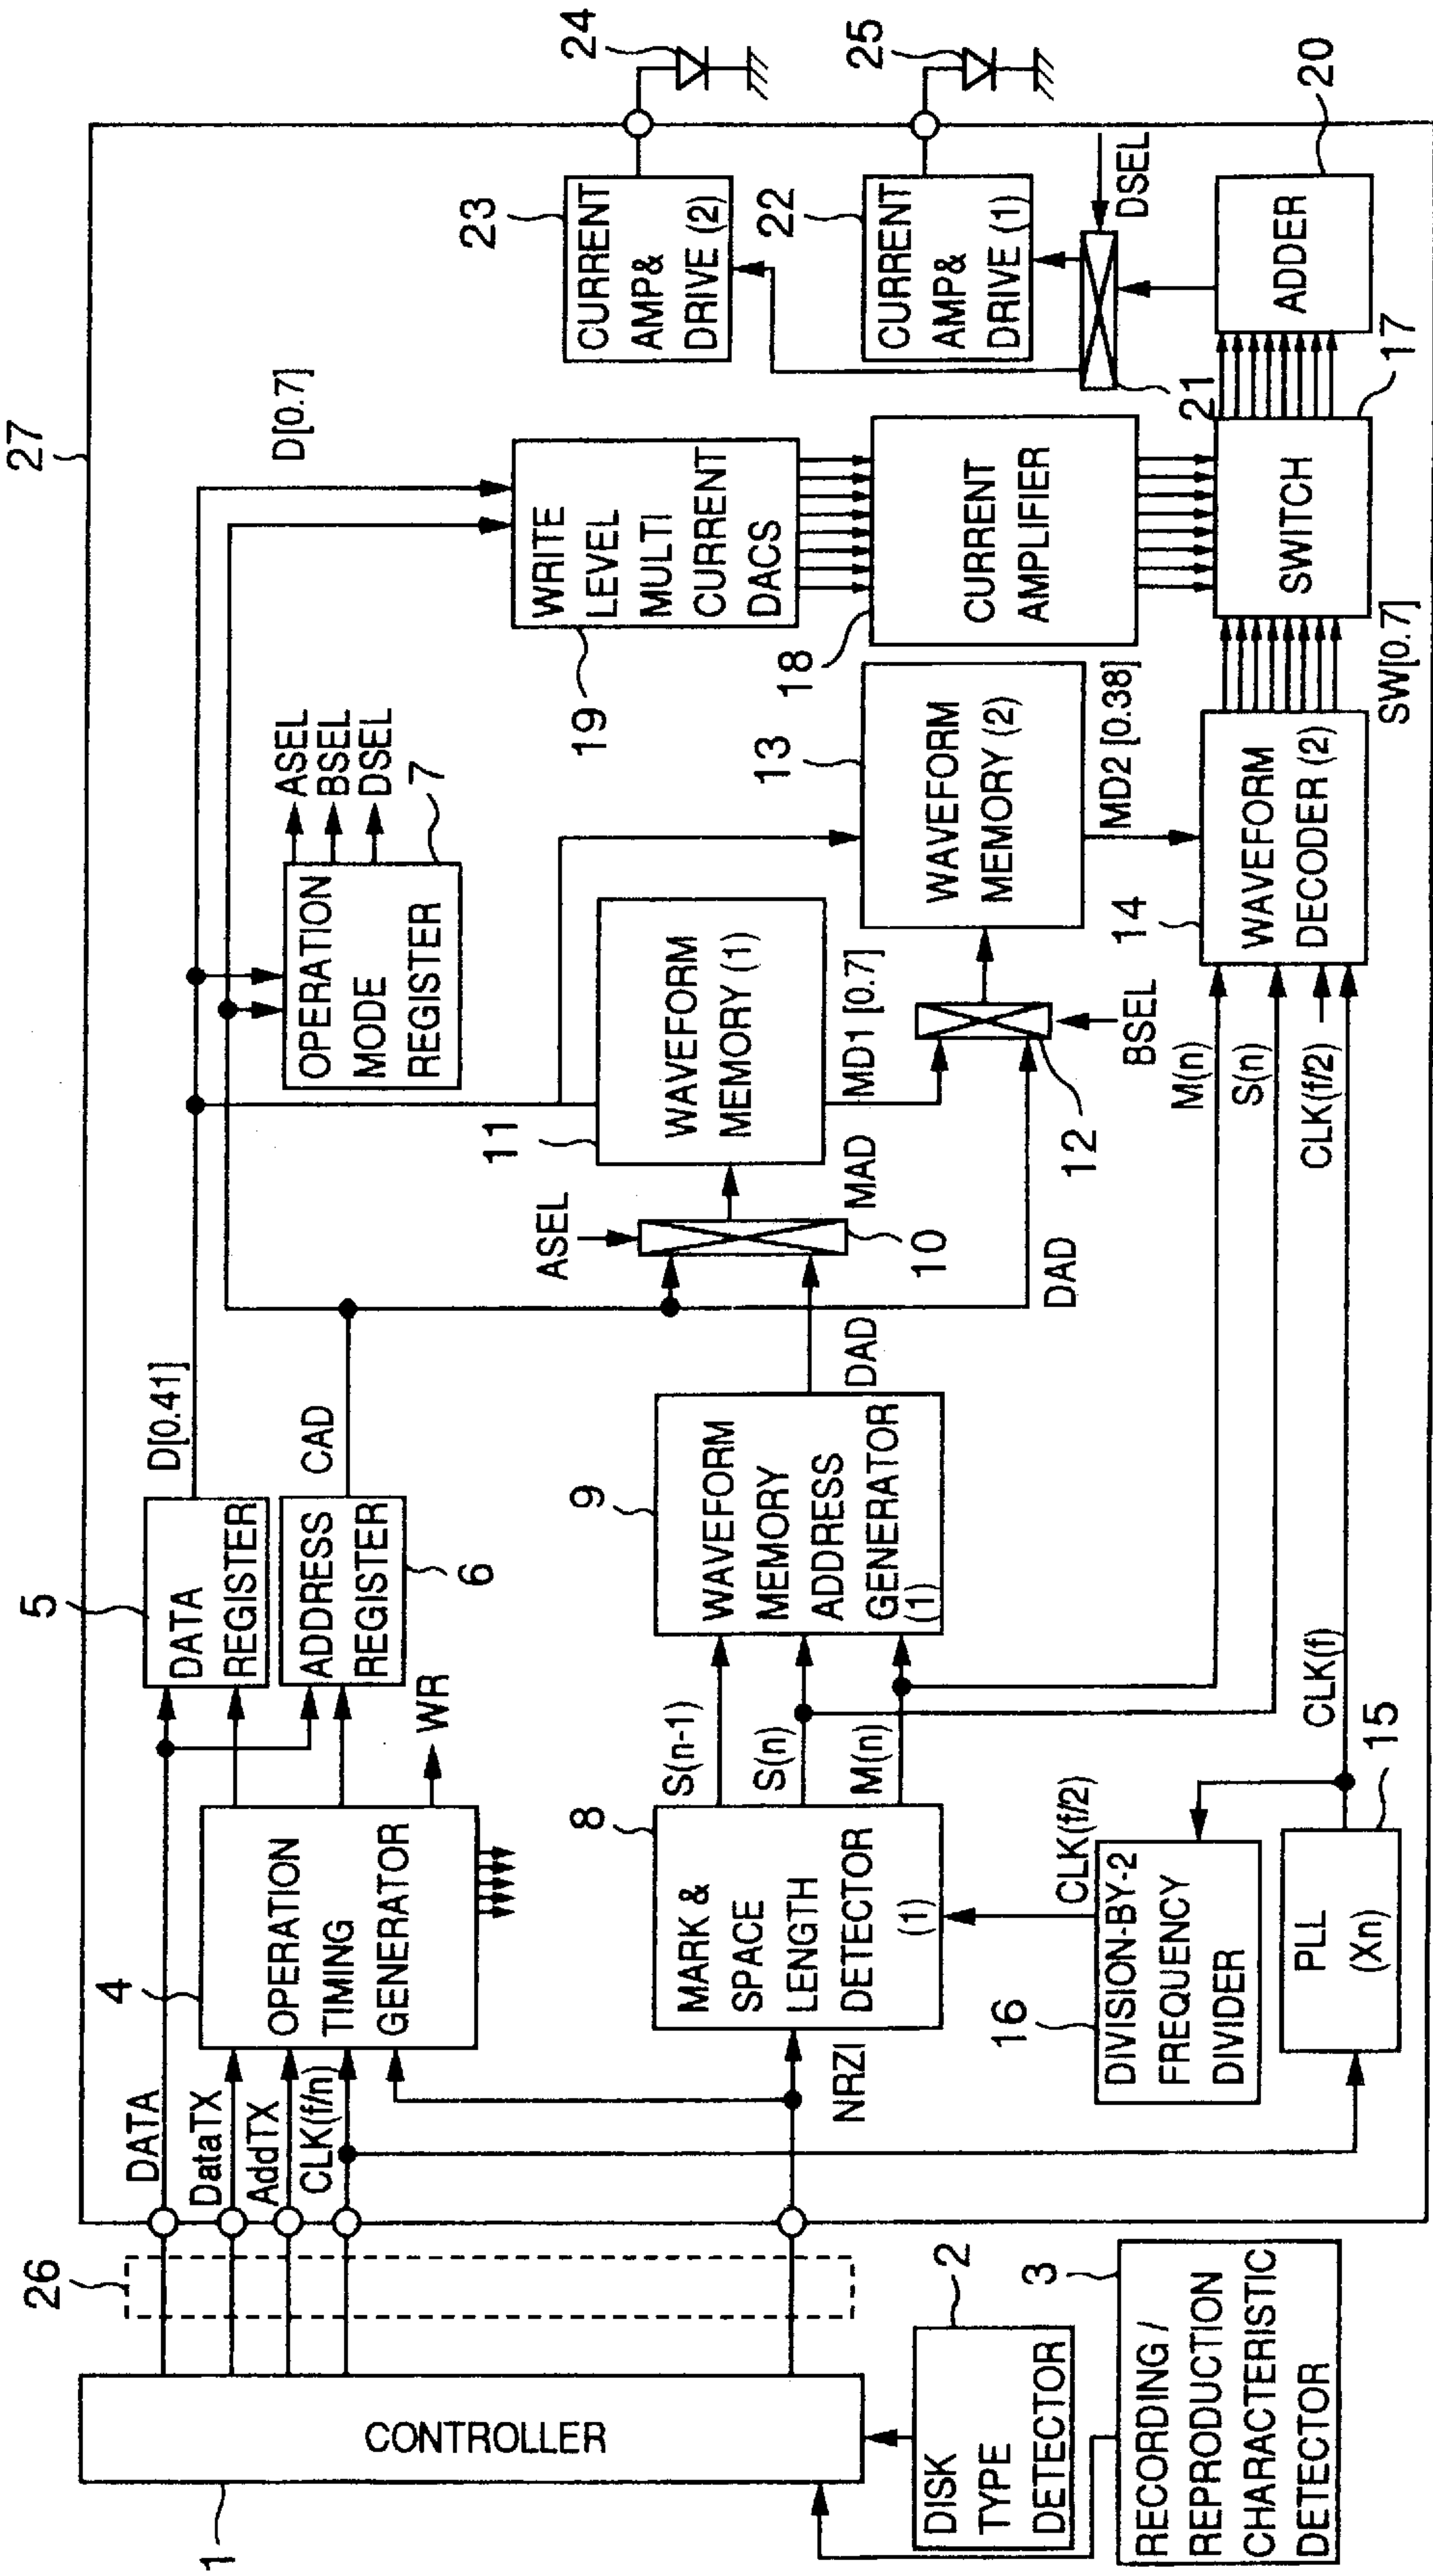 27
5
DATA
REGISTER
D[0.41]
ADDRESS
REGISTER
6
CAD
4
OPERATION
TIMING
GENERATOR
WR
DATA
DataTX
AddTX
CLK(f/n)
26
1
CONTROLLER
2
DISK
TYPE
DETECTOR
3
RECORDING /
REPRODUCTION
CHARACTERISTIC
DETECTOR
NRZI
8
MARK &
SPACE
LENGTH
DETECTOR
(1)
S(n-1)
S(n)
M(n)
9
WAVEFORM
MEMORY
ADDRESS
GENERATOR
(1)
DAD
16
DIVISION-BY-2
FREQUENCY
DIVIDER
CLK(f/2)
PLL
(Xn)
15
CLK(f)
OPERATION
MODE
REGISTER
7
ASEL
BSEL
DSEL
ASEL
10
MAD
11
WAVEFORM
MEMORY (1)
MD1 [0.7]
DAD
12
BSEL
13
WAVEFORM
MEMORY (2)
MD2 [0.38]
14
WAVEFORM
DECODER (2)
M(n)
S(n)
CLK(f/2)
SW[0.7]
D[0.7]
WRITE
LEVEL
MULTI
CURRENT
DACS
19
CURRENT
AMPLIFIER
18
SWITCH
17
ADDER
20
21
DSEL
22
CURRENT
AMP&
DRIVE (1)
23
CURRENT
AMP&
DRIVE (2)
24
25